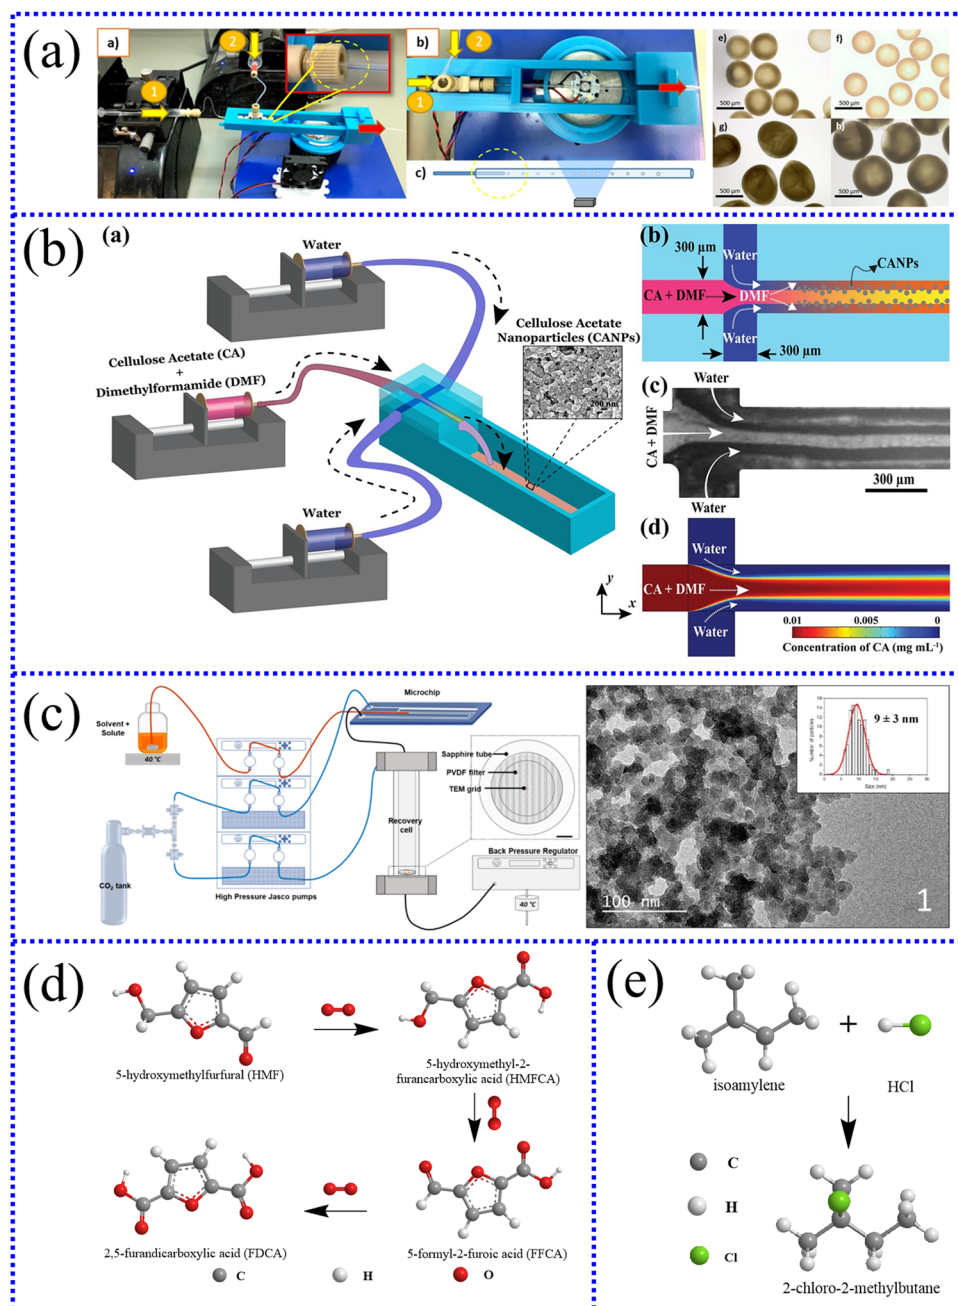 (a)
a)
2
1
b)
2
1
c)
e)
500 µm
f)
500 µm
g)
500 µm
h)
500 µm
(b)
(a)
Water
Cellulose Acetate (CA)
+
Dimethylformamide (DMF)
Cellulose Acetate
Nanoparticles (CANPs)
200 nm
Water
(b)
300 µm
Water
CANPs
CA + DMF
DMF
Water
300 µm
(c)
Water
CA + DMF
300 µm
Water
(d)
Water
CA + DMF
Water
y
x
0.01
0.005
0
Concentration of CA (mg mL-1)
(c)
Solvent +
Solute
40 °C
CO2 tank
High Pressure Jasco pumps
Microchip
Recovery
cell
Sapphire tube
PVDF filter
TEM grid
Back Pressure Regulator
40 °C
9 ± 3 nm
Number of particles
Size (nm)
100 nm
1
(d)
5-hydroxymethylfurfural (HMF)
5-hydroxymethyl-2-
furancarboxylic acid (HMFCA)
2,5-furandicarboxylic acid (FDCA)
5-formyl-2-furoic acid (FFCA)
C
H
O
(e)
+
isoamylene
HCl
C
H
Cl
2-chloro-2-methylbutane